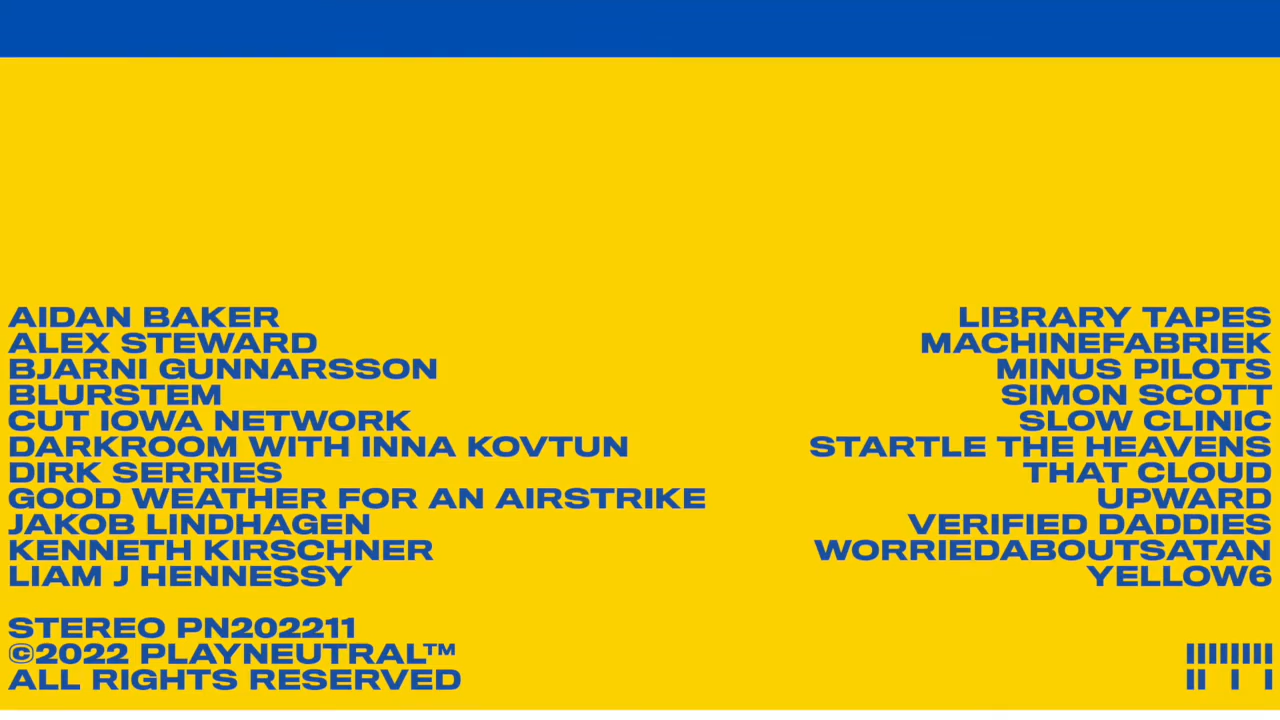 AIDAN BAKER
ALEX STEWARD
BJARNI GUNNARSSON
BLURSTEM
CUT IOWA NETWORK
DARKROOM WITH INNA KOVTUN
DIRK SERRIES
GOOD WEATHER FOR AN AIRSTRIKE
JAKOB LINDHAGEN
KENNETH KIRSCHNER
LIAM J HENNESSY
LIBRARY TAPES
MACHINEFABRIEK
MINUS PILOTS
SIMON SCOTT
SLOW CLINIC
STARTLE THE HEAVENS
THAT CLOUD
UPWARD
VERIFIED DADDIES
WORRIEDABOUTSATAN
YELLOW6
STEREO PN202211
©2022 PLAYNEUTRAL™
ALL RIGHTS RESERVED